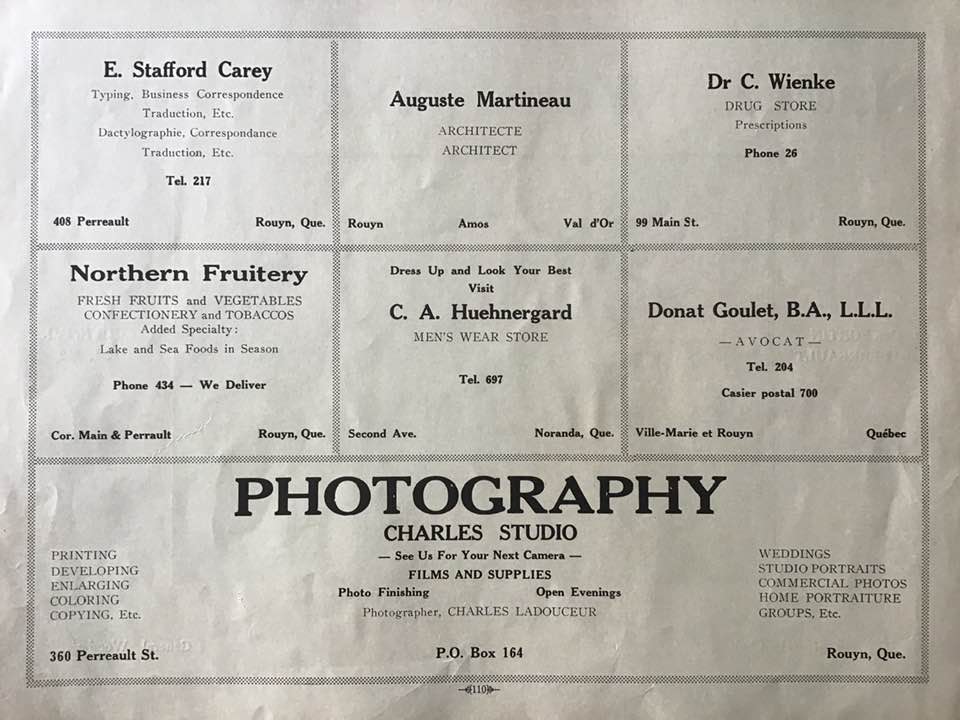 E. Stafford Carey
Typing, Business Correspondence
Traduction, Etc.
Dactylographie, Correspondance
Traduction, Etc.
Tel. 217
408 Perreault Rouyn, Que.
Auguste Martineau
ARCHITECTE
ARCHITECT
Rouyn Amos Val d'Or
Dr C. Wienke
DRUG STORE
Prescriptions
Phone 26
99 Main St. Rouyn, Que.
Northern Fruitery
FRESH FRUITS and VEGETABLES
CONFECTIONERY and TOBACCOS
Added Specialty:
Lake and Sea Foods in Season
Phone 434 — We Deliver
Cor. Main & Perrault Rouyn, Que.
Dress Up and Look Your Best
Visit
C. A. Huehnergard
MEN'S WEAR STORE
Tel. 697
Second Ave. Noranda, Que.
Donat Goulet, B.A., L.L.L.
— AVOCAT —
Tel. 204
Casier postal 700
Ville-Marie et Rouyn Québec
PHOTOGRAPHY
CHARLES STUDIO
— See Us For Your Next Camera —
FILMS AND SUPPLIES
Photo Finishing Open Evenings
Photographer, CHARLES LADOUCEUR
PRINTING
DEVELOPING
ENLARGING
COLORING
COPYING, Etc.
WEDDINGS
STUDIO PORTRAITS
COMMERCIAL PHOTOS
HOME PORTRAITURE
GROUPS, Etc.
360 Perreault St. P.O. Box 164 Rouyn, Que.
110